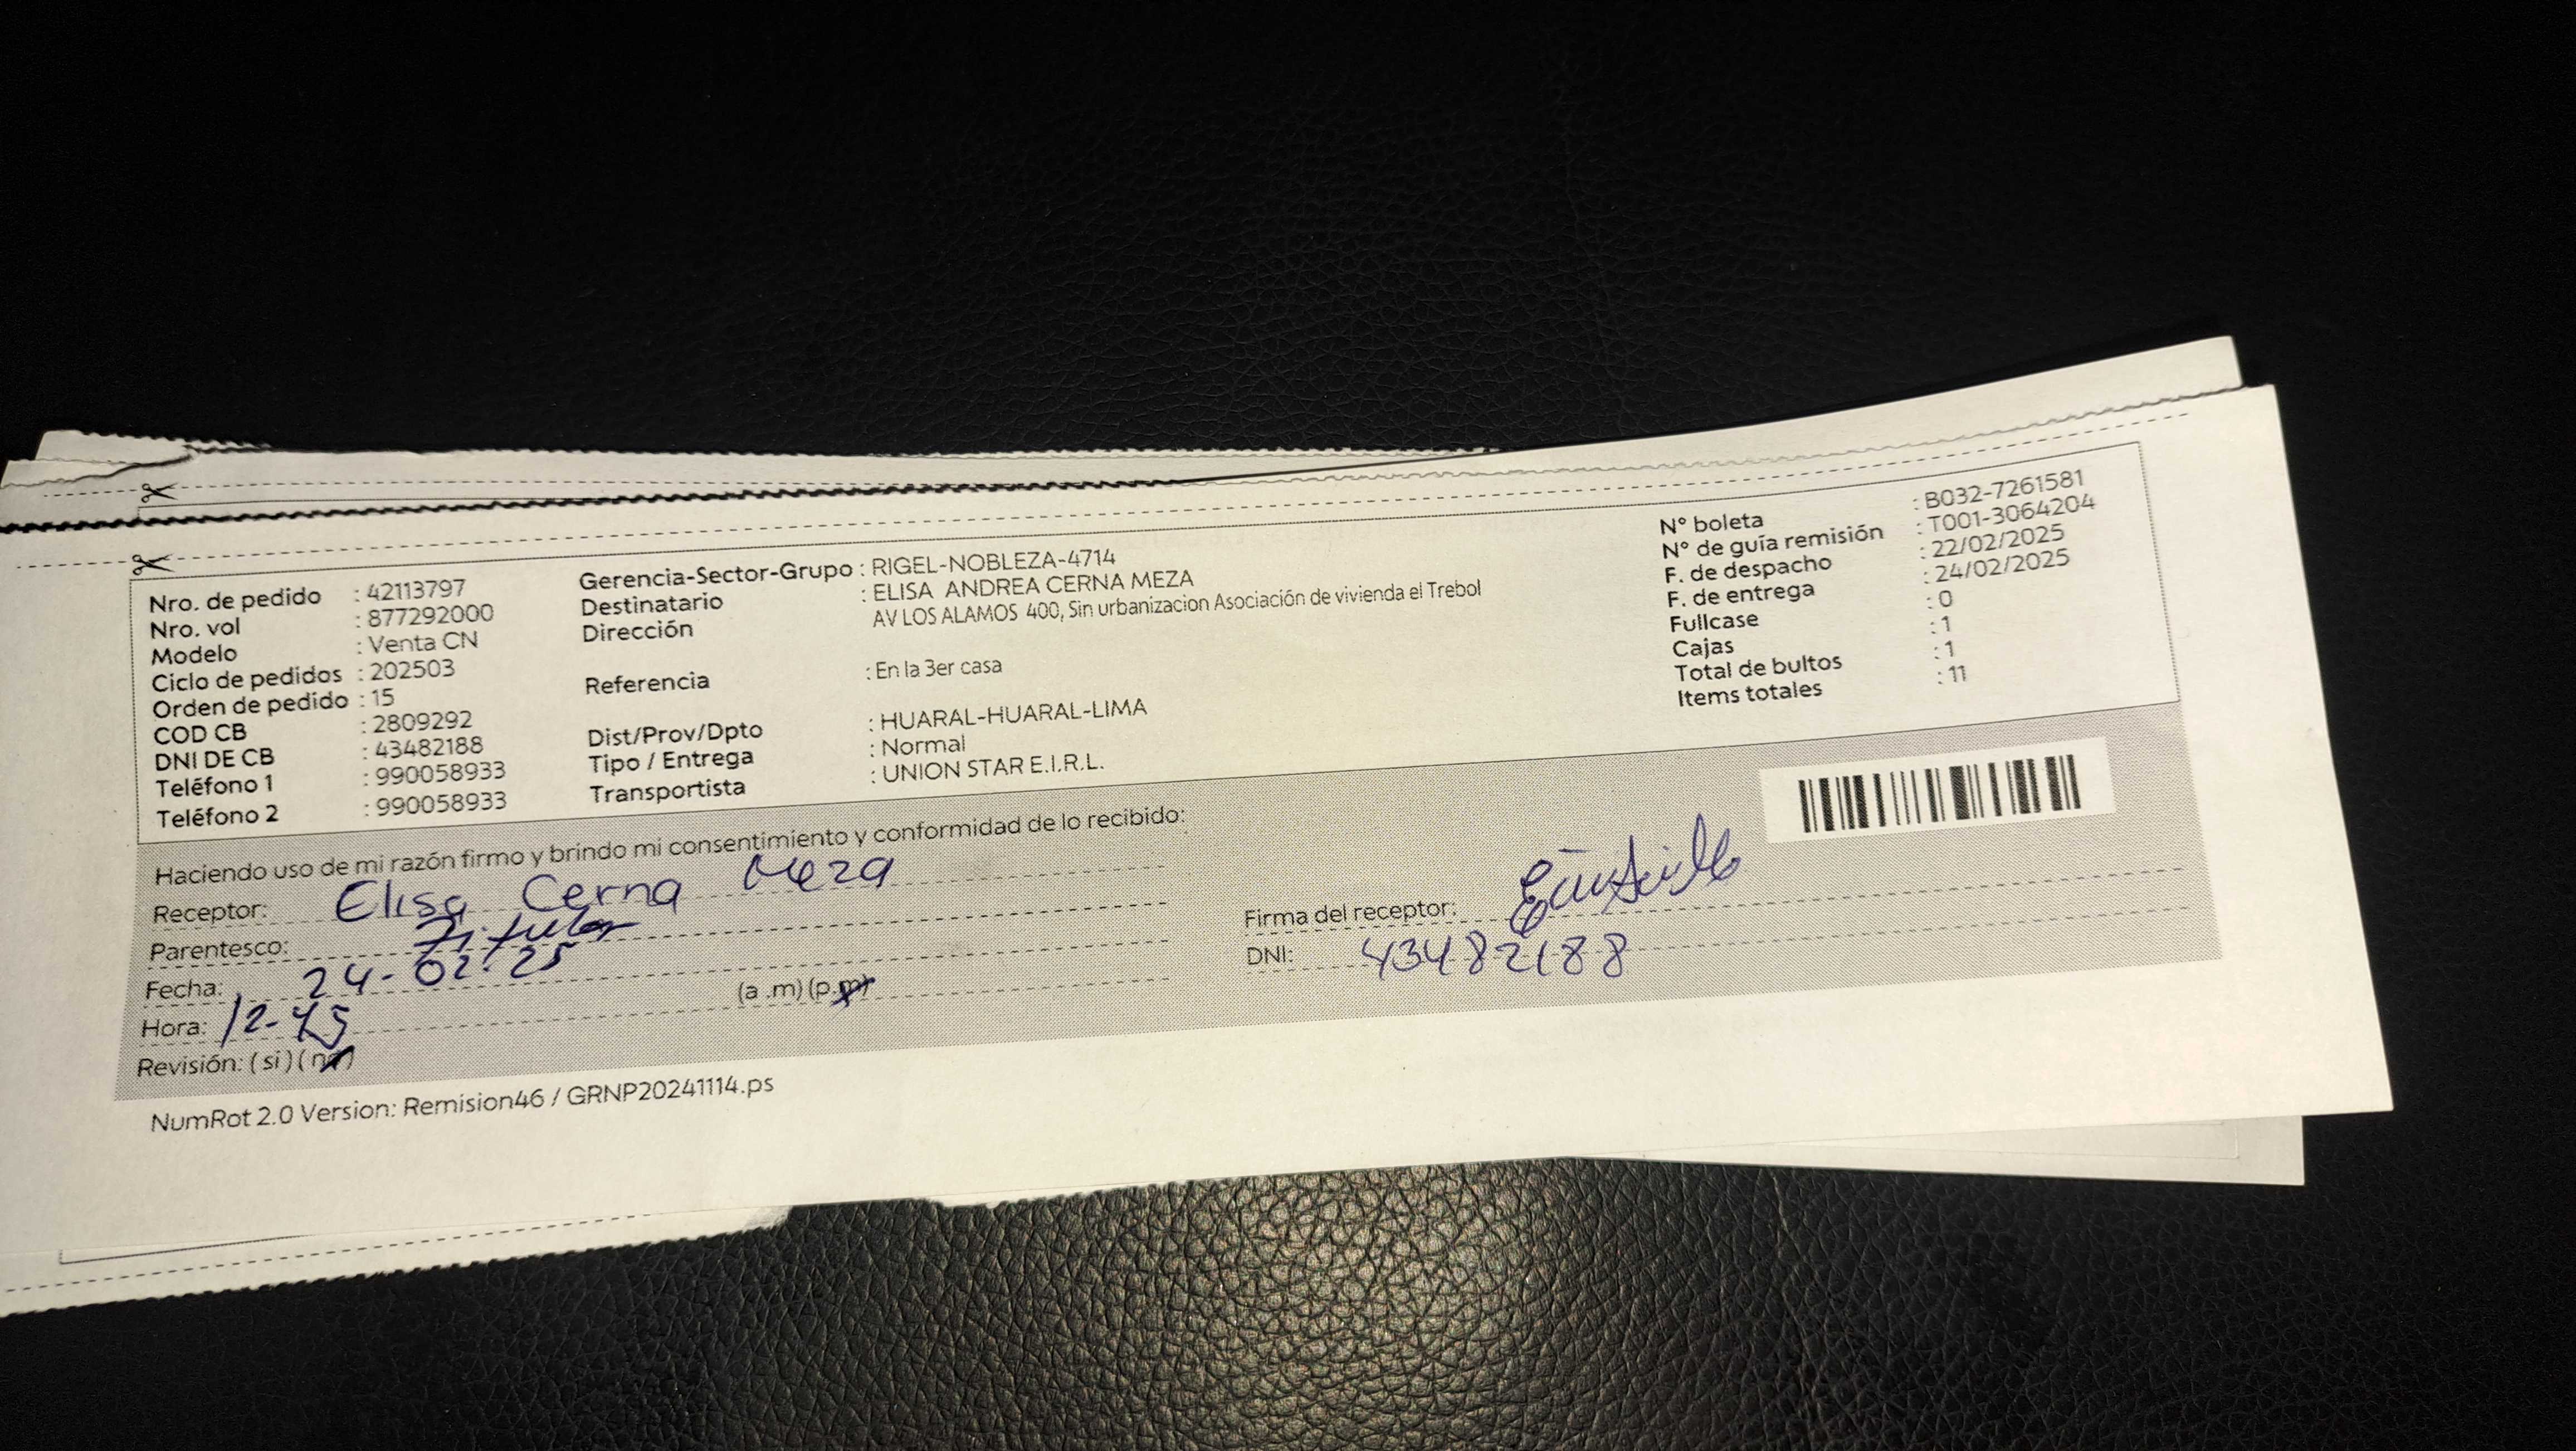 Nro. de pedido : 42113797
Nro. vol : 877292000
Modelo : Venta CN
Ciclo de pedidos : 202503
Orden de pedido : 15
COD CB : 2809292
DNI DE CB : 43482188
Teléfono 1 : 990058933
Teléfono 2 : 990058933
Gerencia-Sector-Grupo : RIGEL-NOBLEZA-4714
Destinatario : ELISA ANDREA CERNA MEZA
Dirección AV LOS ALAMOS 400, Sin urbanizacion Asociación de vivienda el Trebol
Referencia : En la 3er casa
Dist/Prov/Dpto : HUARAL-HUARAL-LIMA
Tipo / Entrega : Normal
Transportista : UNION STAR E.I.R.L.
N° boleta : B032-7261581
N° de guía remisión : T001-3064204
F. de despacho : 22/02/2025
F. de entrega : 24/02/2025
Fullcase : 0
Cajas : 1
Total de bultos : 1
Items totales : 11
Haciendo uso de mi razón firmo y brindo mi consentimiento y conformidad de lo recibido:
Receptor: Elisa Cerna Meza
Parentesco: Titular
Fecha: 24-02-25
Hora: 12-45 (a .m) (p.m)
Revisión: ( si ) ( no )
Firma del receptor:
DNI: 43482188
NumRot 2.0 Version: Remision46 / GRNP20241114.ps